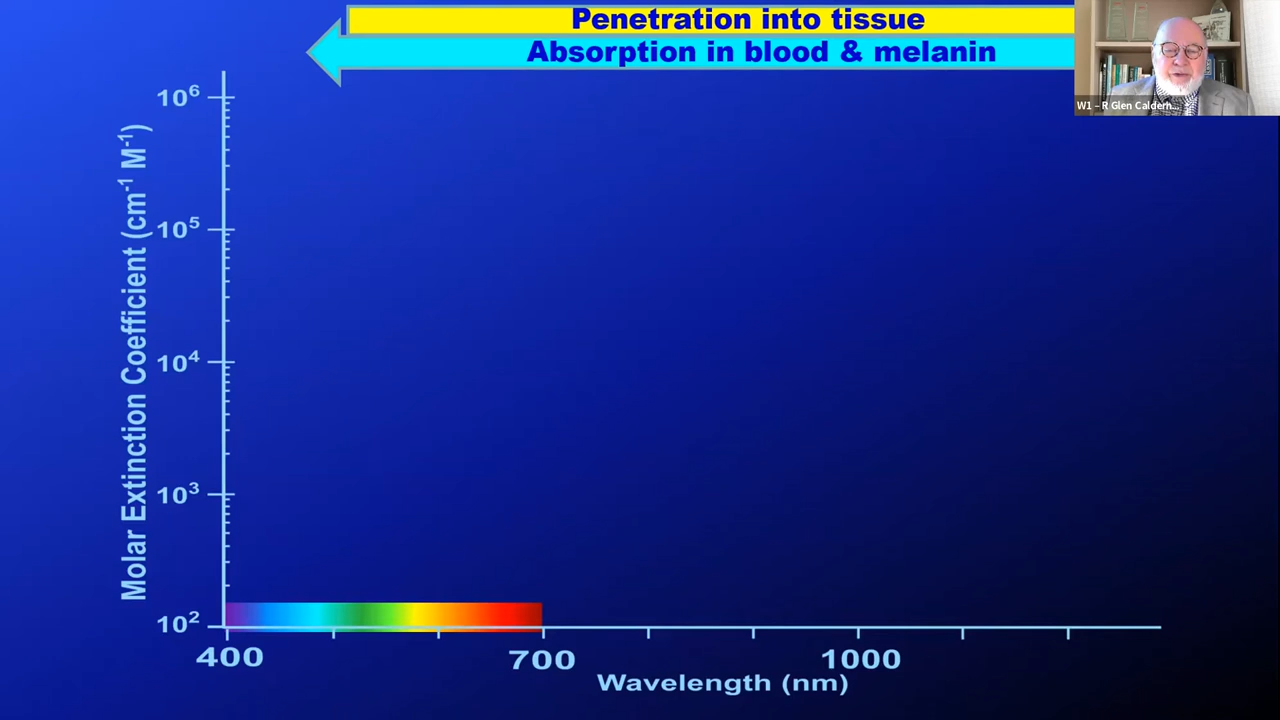 Penetration into tissue
Absorption in blood & melanin
W1 – R Glen Calderh...
Molar Extinction Coefficient (cm⁻¹ M⁻¹)
10⁶
10⁵
10⁴
10³
10²
400
700
1000
Wavelength (nm)